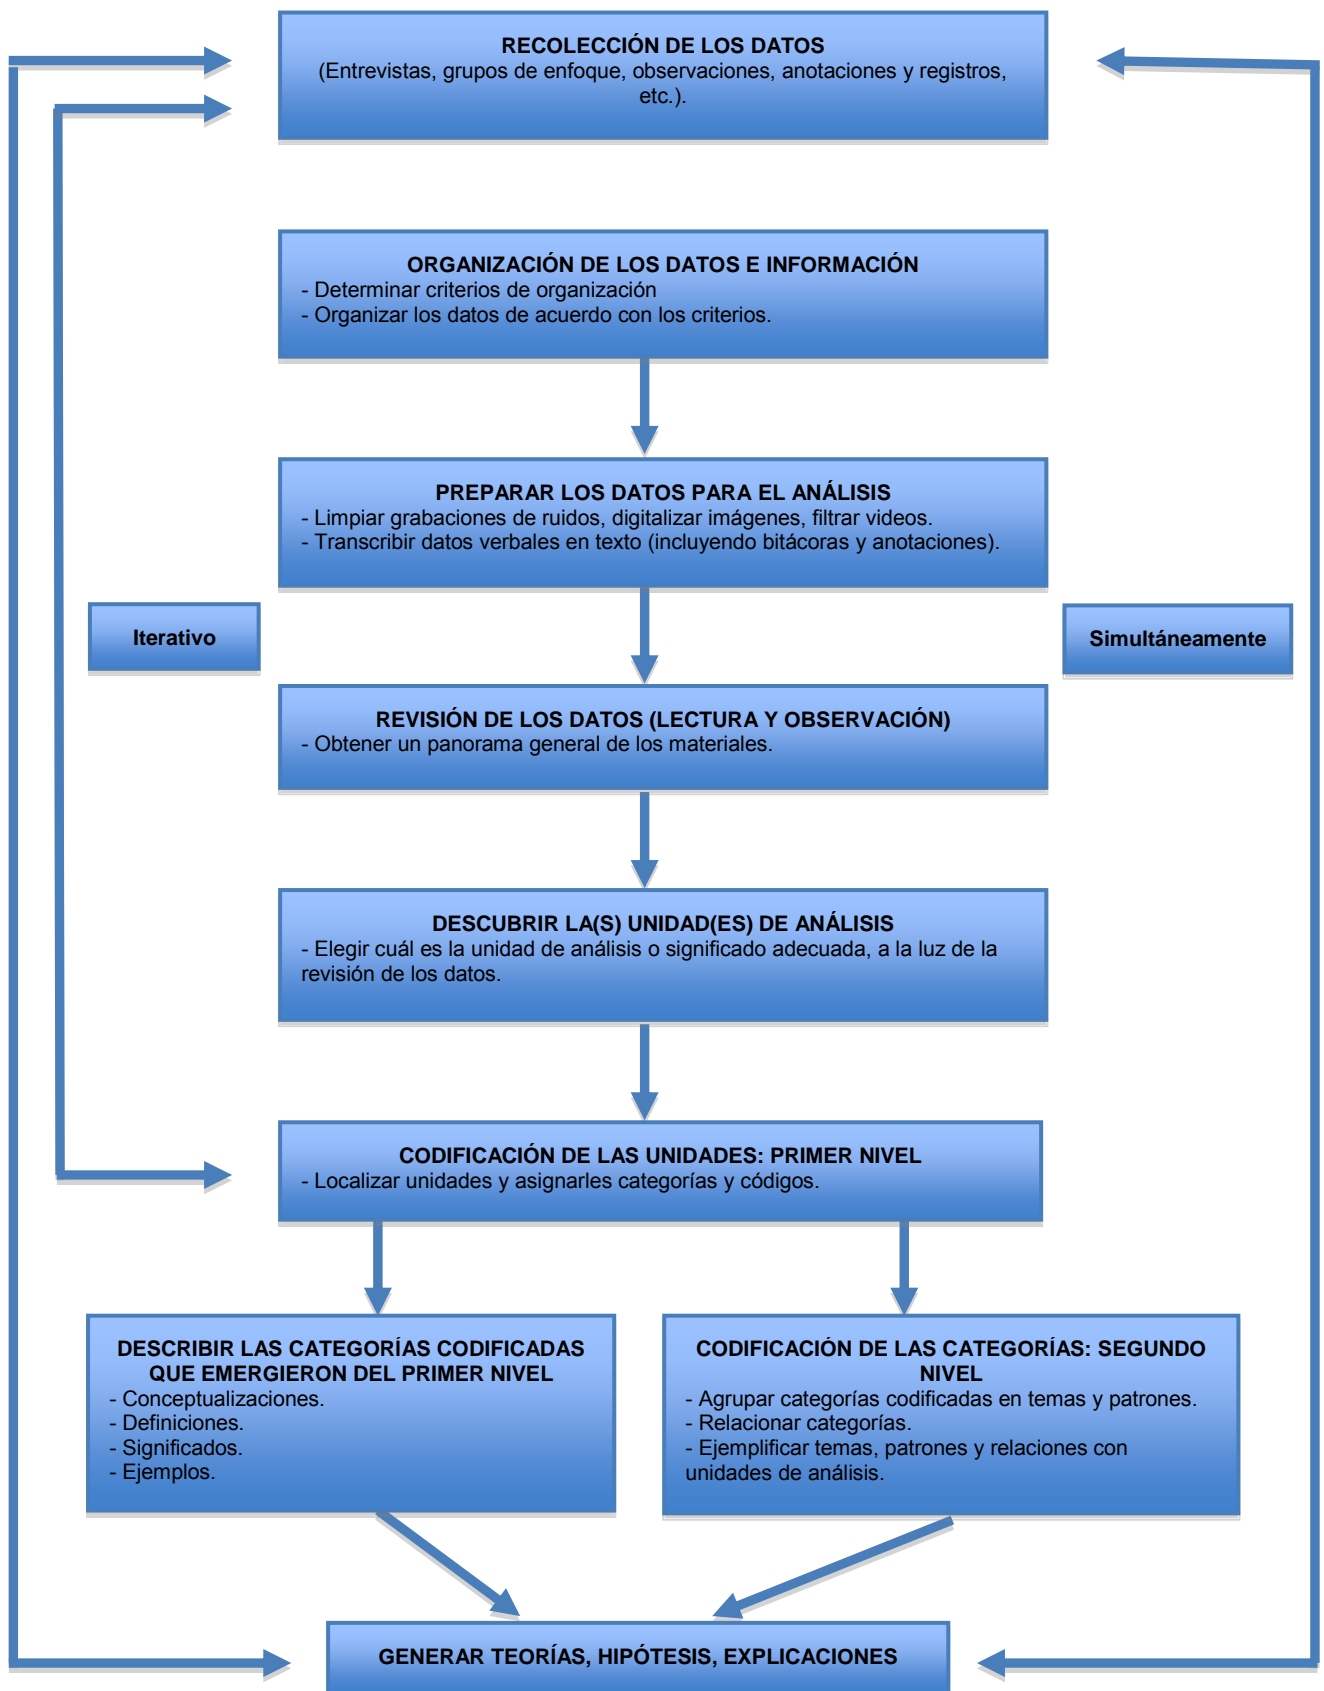 RECOLECCIÓN DE LOS DATOS
(Entrevistas, grupos de enfoque, observaciones, anotaciones y registros,
etc.).
ORGANIZACIÓN DE LOS DATOS E INFORMACIÓN
- Determinar criterios de organización
- Organizar los datos de acuerdo con los criterios.
PREPARAR LOS DATOS PARA EL ANÁLISIS
- Limpiar grabaciones de ruidos, digitalizar imágenes, filtrar videos.
- Transcribir datos verbales en texto (incluyendo bitácoras y anotaciones).
Iterativo
Simultáneamente
REVISIÓN DE LOS DATOS (LECTURA Y OBSERVACIÓN)
- Obtener un panorama general de los materiales.
DESCUBRIR LA(S) UNIDAD(ES) DE ANÁLISIS
- Elegir cuál es la unidad de análisis o significado adecuada, a la luz de la
revisión de los datos.
CODIFICACIÓN DE LAS UNIDADES: PRIMER NIVEL
- Localizar unidades y asignarles categorías y códigos.
DESCRIBIR LAS CATEGORÍAS CODIFICADAS
QUE EMERGIERON DEL PRIMER NIVEL
- Conceptualizaciones.
- Definiciones.
- Significados.
- Ejemplos.
CODIFICACIÓN DE LAS CATEGORÍAS: SEGUNDO
NIVEL
- Agrupar categorías codificadas en temas y patrones.
- Relacionar categorías.
- Ejemplificar temas, patrones y relaciones con
unidades de análisis.
GENERAR TEORÍAS, HIPÓTESIS, EXPLICACIONES